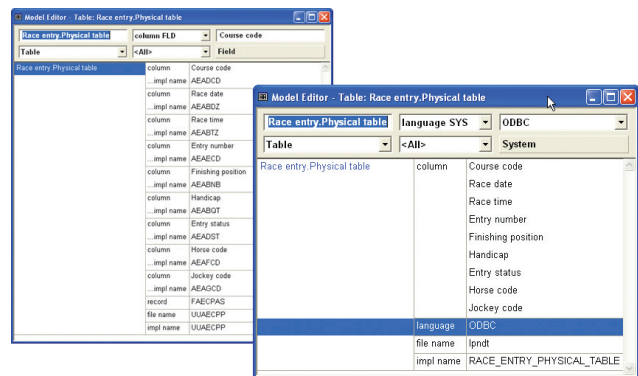 Model Editor - Table: Race entry.Physical table
Race entry.Physical table column FLD Course code
Table <All> Field
Race entry.Physical table column Course code
...impl name AEADCD
column Race date
...impl name AEABDZ
column Race time
...impl name AEABTZ
column Entry number
...impl name AEAECD
column Finishing position
...impl name AEABNB
column Handicap
...impl name AEABQT
column Entry status
...impl name AEADST
column Horse code
...impl name AEAFCD
column Jockey code
...impl name AEAGCD
record FAECPAS
file name UUAECPP
impl name UUAECPP
Model Editor - Table: Race entry.Physical table
Race entry.Physical table language SYS ODBC
Table <All> System
Race entry.Physical table column Course code
Race date
Race time
Entry number
Finishing position
Handicap
Entry status
Horse code
Jockey code
language ODBC
file name lpndt
impl name RACE_ENTRY_PHYSICAL_TABLE